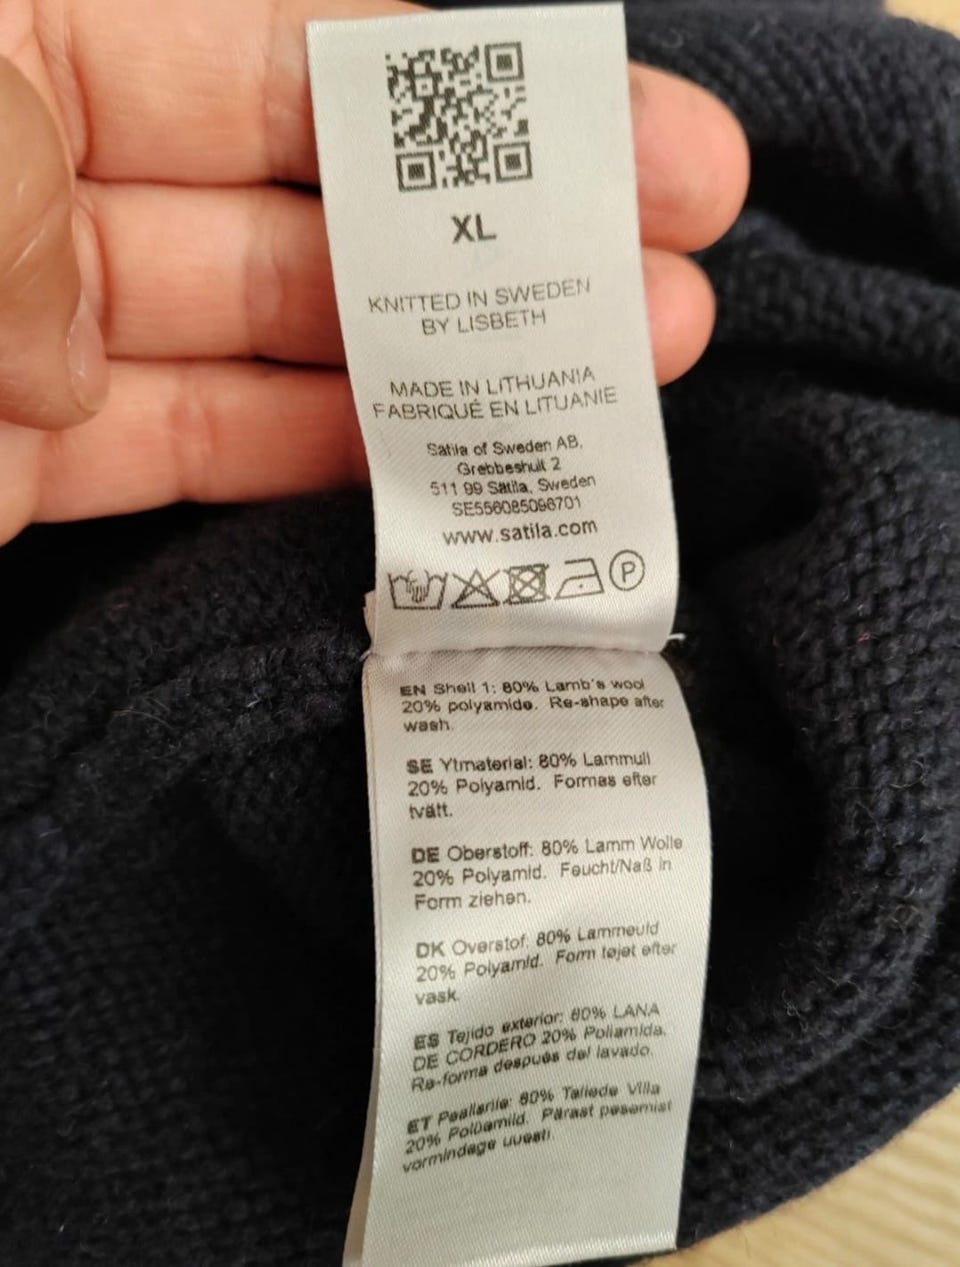 XL
KNITTED IN SWEDEN
BY LISBETH
MADE IN LITHUANIA
FABRIQUÉ EN LITUANIE
Sätila of Sweden AB,
Grebbeshult 2
511 99 Sätila, Sweden
SE556085096701
www.satila.com
P
EN Shell 1: 80% Lamb's wool
20% polyamide. Re-shape after
wash.
SE Ytmaterial: 80% Lammull
20% Polyamid. Formas efter
tvätt.
DE Oberstoff: 80% Lamm Wolle
20% Polyamid. Feucht/Naß in
Form ziehen.
DK Overstof: 80% Lammeuld
20% Polyamid. Form tøjet efter
vask.
ES Tejido exterior: 80% LANA
DE CORDERO 20% Poliamida.
Re-forma después del lavado.
ET Pealisriie: 80% Tallede Villa
20% Polüamiid. Pärast pesemist
vormindage uuesti.